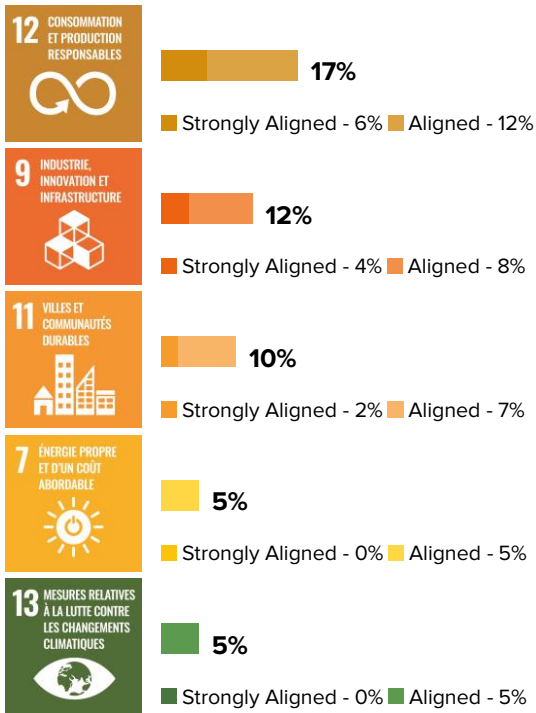 12 CONSOMMATION
ET PRODUCTION
RESPONSABLES
17%
Strongly Aligned - 6% Aligned - 12%
9 INDUSTRIE,
INNOVATION ET
INFRASTRUCTURE
12%
Strongly Aligned - 4% Aligned - 8%
11 VILLES ET
COMMUNAUTÉS
DURABLES
10%
Strongly Aligned - 2% Aligned - 7%
7 ÉNERGIE PROPRE
ET D'UN COÛT
ABORDABLE
5%
Strongly Aligned - 0% Aligned - 5%
13 MESURES RELATIVES
À LA LUTTE CONTRE
LES CHANGEMENTS
CLIMATIQUES
5%
Strongly Aligned - 0% Aligned - 5%